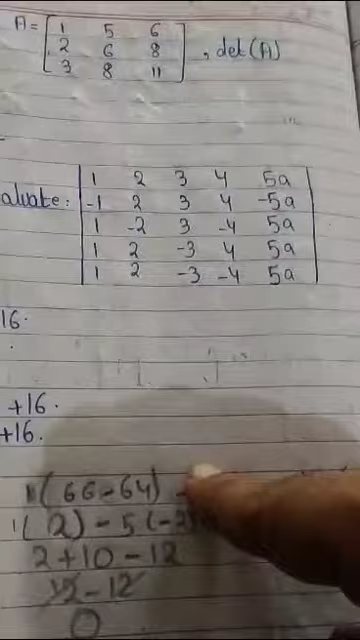 A = [ 1 5 6
2 6 8 , det(A)
3 8 11 ]
aluate : | 1 2 3 4 5a
-1 2 3 4 -5a
1 -2 3 -4 5a
1 2 -3 4 5a
1 2 -3 -4 5a |
16.
+16.
+16.
1(66-64) -
1(2) - 5(-2)
2+10-12
12-12
0